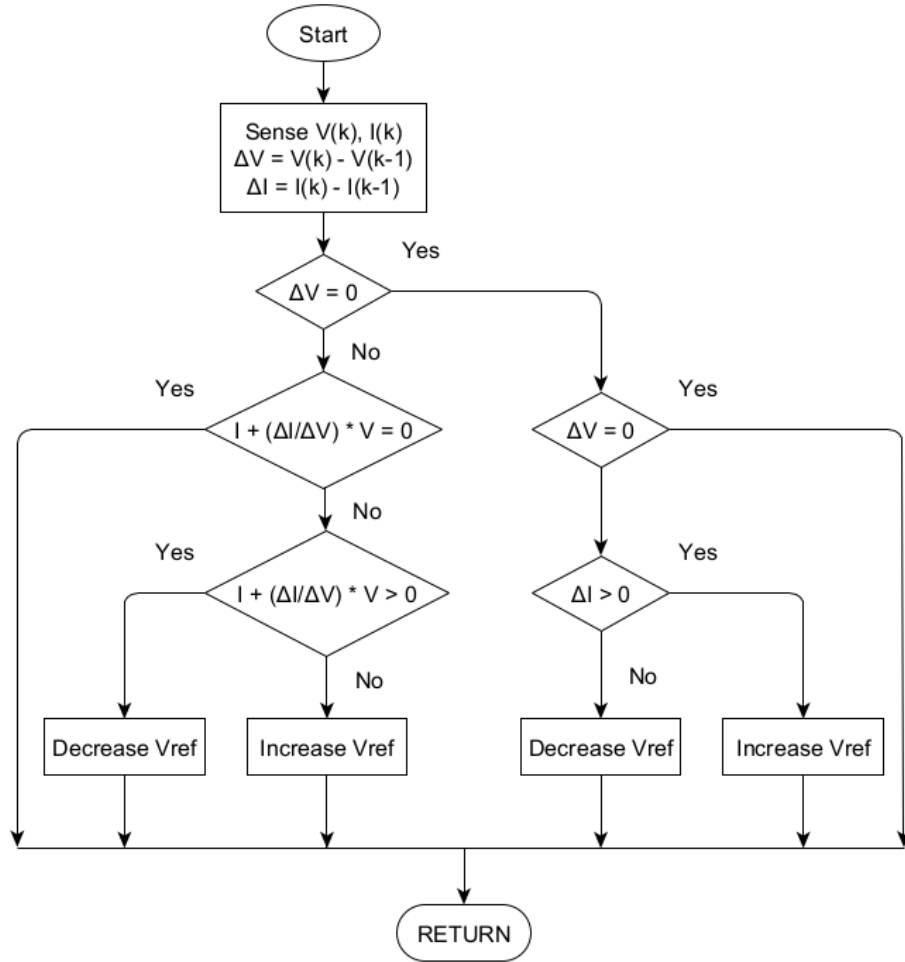 Start
Sense V(k), I(k)
ΔV = V(k) - V(k-1)
ΔI = I(k) - I(k-1)
Yes
ΔV = 0
No
Yes
Yes
I + (ΔI/ΔV) * V = 0
ΔV = 0
No
Yes
Yes
I + (ΔI/ΔV) * V > 0
ΔI > 0
No
No
Decrease Vref
Increase Vref
Decrease Vref
Increase Vref
RETURN